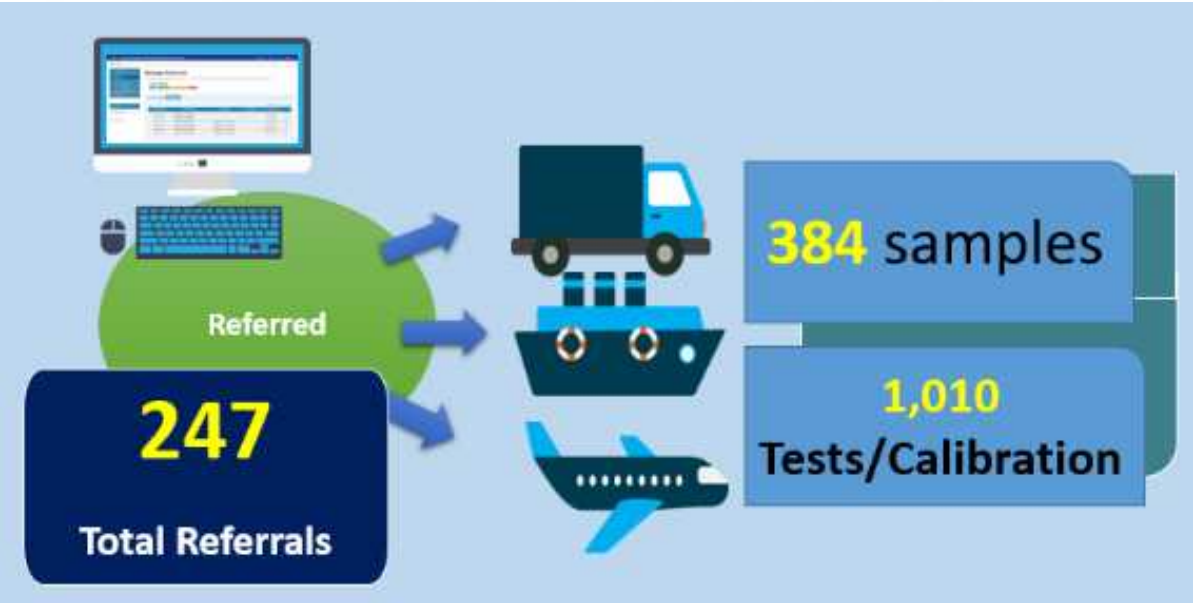 Referred
247
Total Referrals
384 samples
1,010
Tests/Calibration